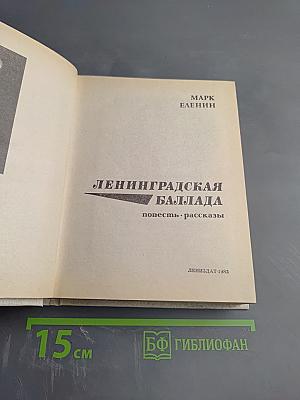 МАРК
ЕЛЕНИН
ЛЕНИНГРАДСКАЯ
БАЛЛАДА
повесть · рассказы
ЛЕНИЗДАТ·1983
15 см
БФ ГИБЛИОФАН